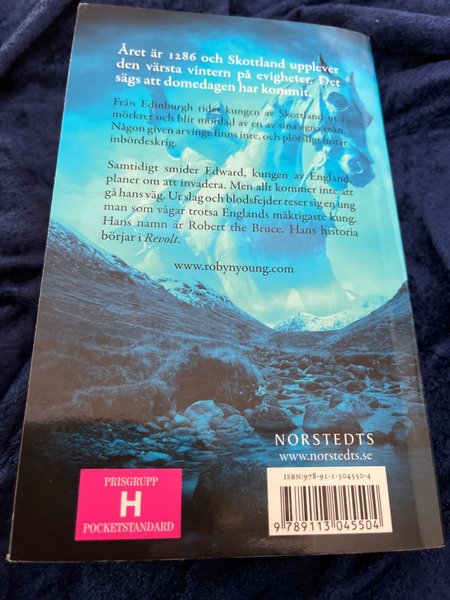 Året är 1286 och Skottland upplever
den värsta vintern på evigheter. Det
sägs att domedagen har kommit.
Från Edinburgh rider kungen av Skottland ut i
mörkret och blir mördad av en av sina egna män.
Någon given arvinge finns inte, och plötsligt hotar
inbördeskrig.
Samtidigt smider Edward, kungen av England,
planer om att invadera. Men allt kommer inte att
gå hans väg. Ur slag och blodsfejder reser sig en ung
man som vågar trotsa Englands mäktigaste kung.
Hans namn är Robert the Bruce. Hans historia
börjar i Revolt.
www.robynyoung.com
NORSTEDTS
www.norstedts.se
PRISGRUPP
H
POCKETSTANDARD
ISBN:978-91-1-304550-4
9 789113 045504